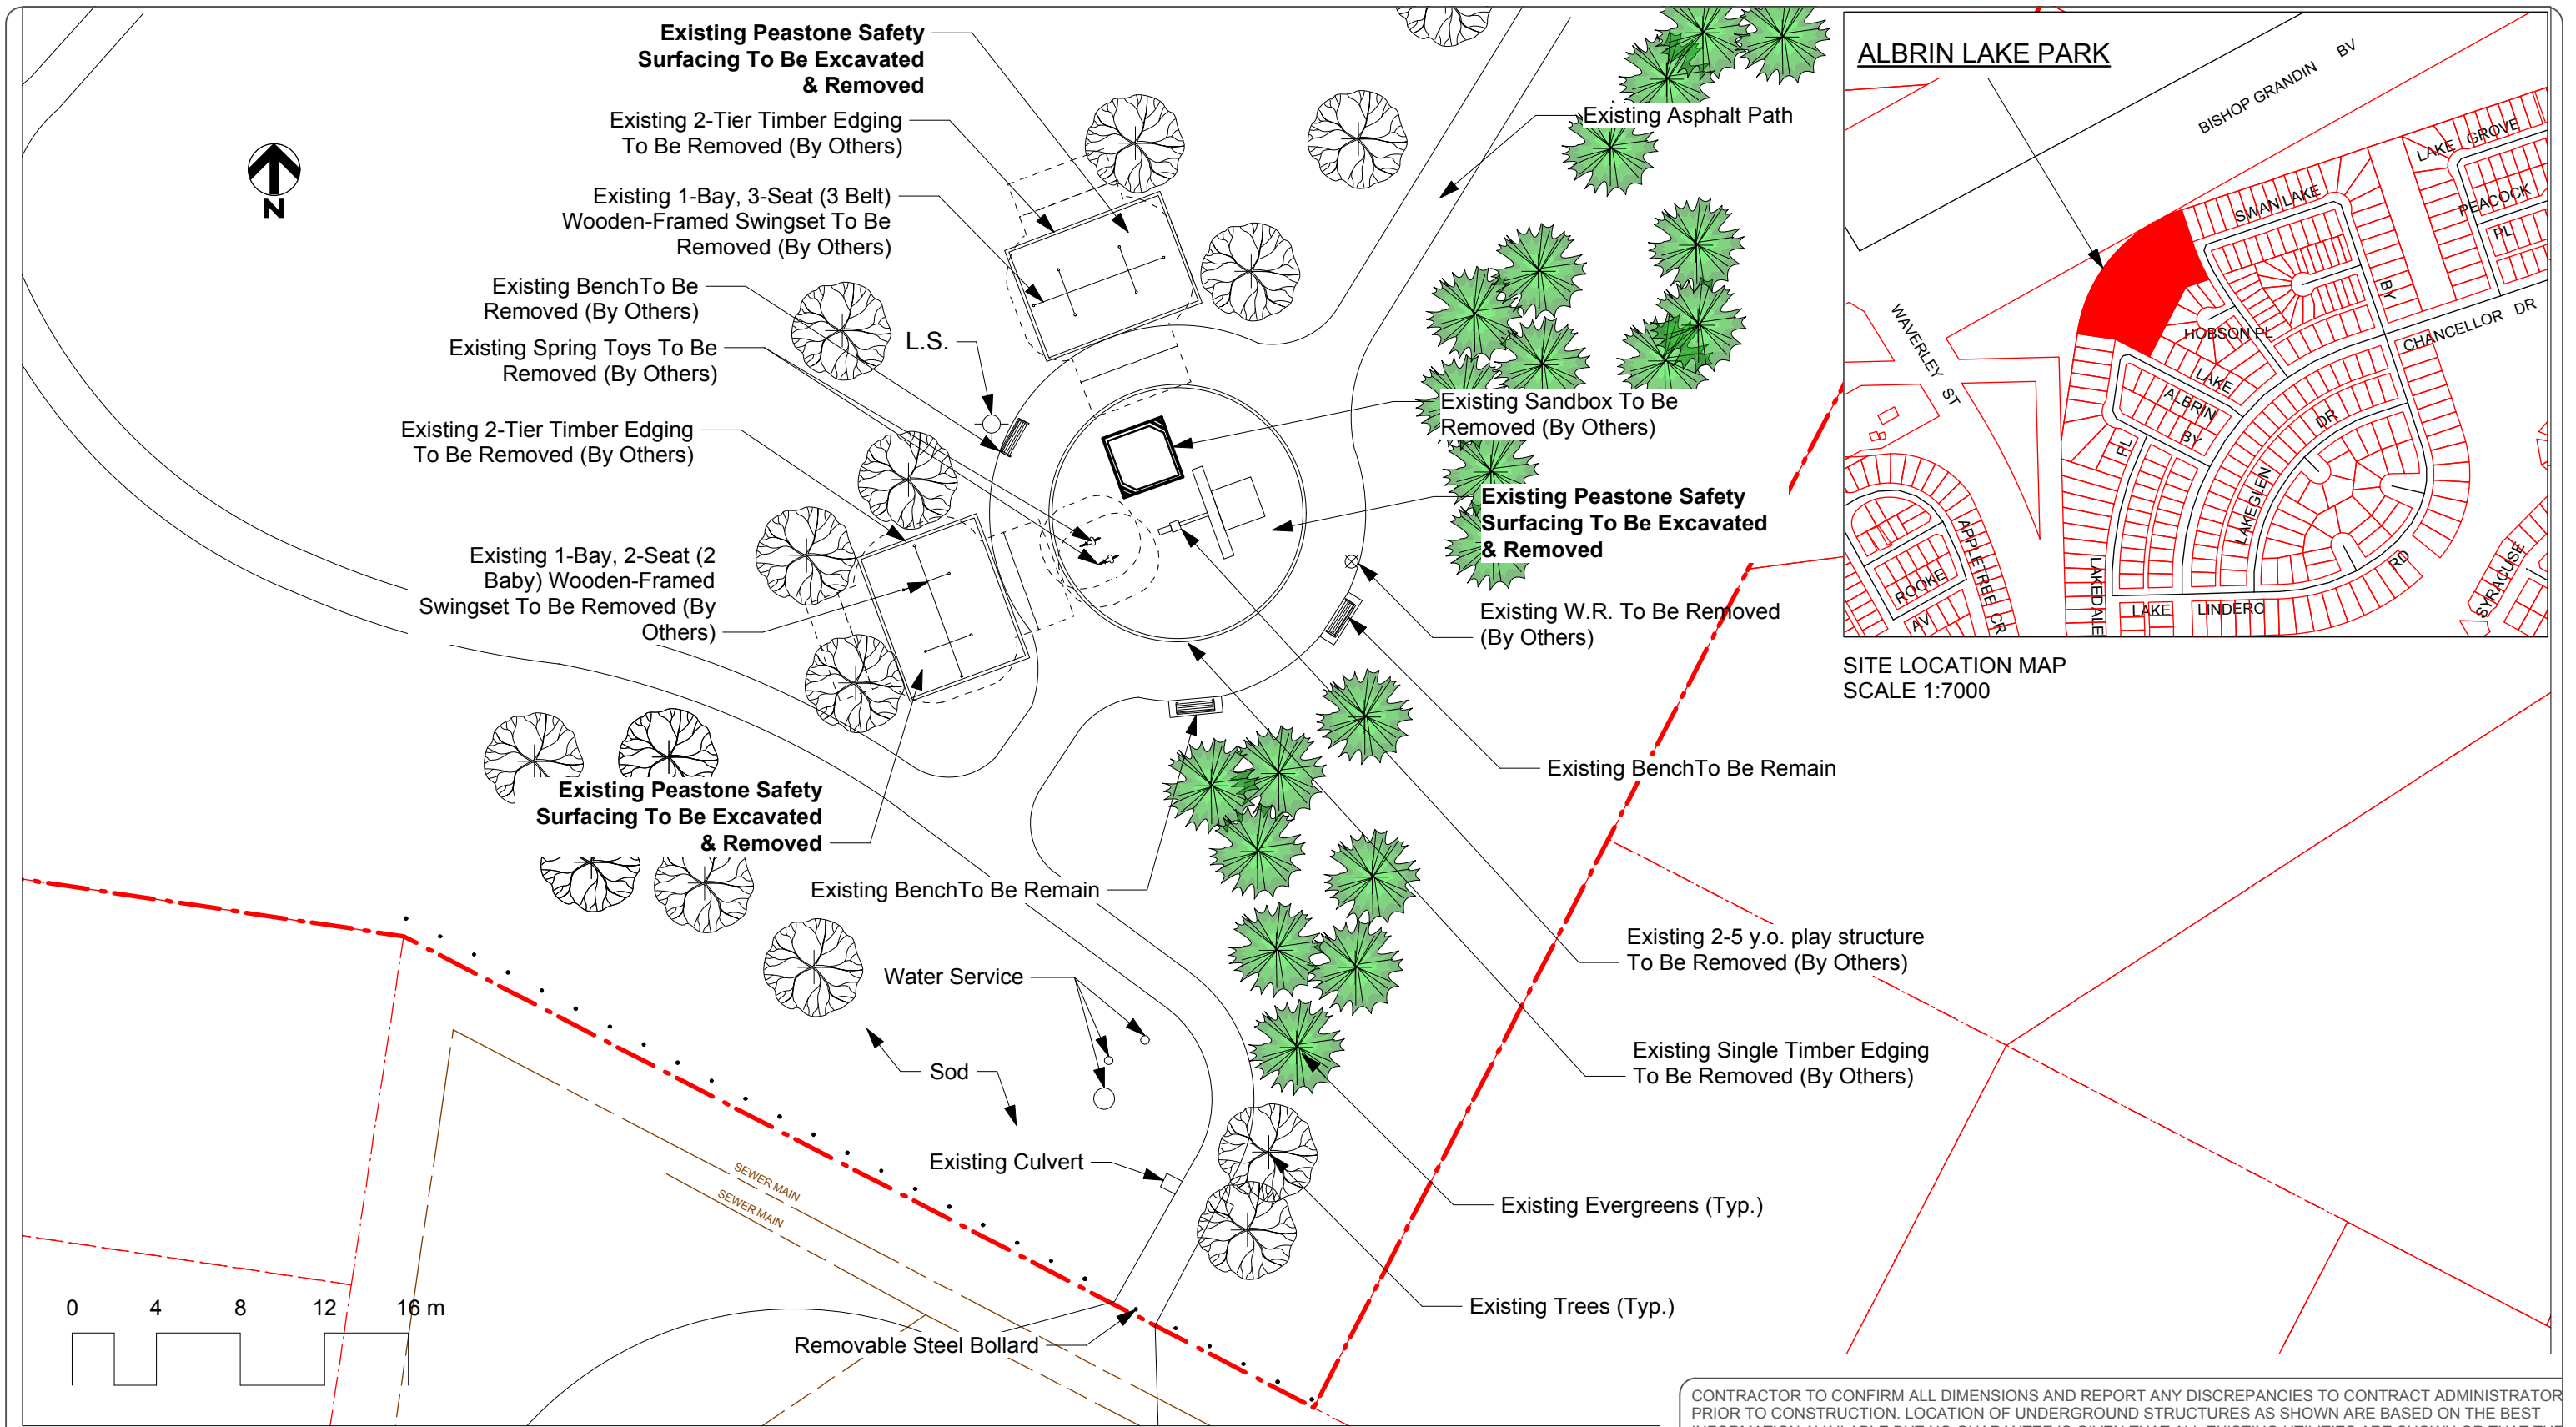 Existing Peastone Safety
Surfacing To Be Excavated
& Removed
Existing 2-Tier Timber Edging
To Be Removed (By Others)
Existing 1-Bay, 3-Seat (3 Belt)
Wooden-Framed Swingset To Be
Removed (By Others)
Existing BenchTo Be
Removed (By Others)
Existing Spring Toys To Be
Removed (By Others)
Existing 2-Tier Timber Edging
To Be Removed (By Others)
Existing 1-Bay, 2-Seat (2
Baby) Wooden-Framed
Swingset To Be Removed (By
Others)
Existing Peastone Safety
Surfacing To Be Excavated
& Removed
N
L.S.
Existing Asphalt Path
Existing Sandbox To Be
Removed (By Others)
Existing Peastone Safety
Surfacing To Be Excavated
& Removed
Existing W.R. To Be Removed
(By Others)
Existing BenchTo Be Remain
Existing BenchTo Be Remain
Existing 2-5 y.o. play structure
To Be Removed (By Others)
Existing Single Timber Edging
To Be Removed (By Others)
Water Service
Sod
Existing Culvert
Existing Evergreens (Typ.)
Existing Trees (Typ.)
Removable Steel Bollard
SEWER MAIN
SEWER MAIN
0 4 8 12 16 m
ALBRIN LAKE PARK
BISHOP GRANDIN BV
LAKE GROVE
PEACOCK
PL
SWAN LAKE
BY
CHANCELLOR DR
HOBSON PL
WAVERLEY ST
LAKE
ALBRIN
BY
PL
DR
LAKEGLEN
APPLETREE CR
ROOKE
AV
LAKEDALE
LAKE LINDERO
RD
SYRACUSE
SITE LOCATION MAP
SCALE 1:7000
CONTRACTOR TO CONFIRM ALL DIMENSIONS AND REPORT ANY DISCREPANCIES TO CONTRACT ADMINISTRATOR
PRIOR TO CONSTRUCTION. LOCATION OF UNDERGROUND STRUCTURES AS SHOWN ARE BASED ON THE BEST